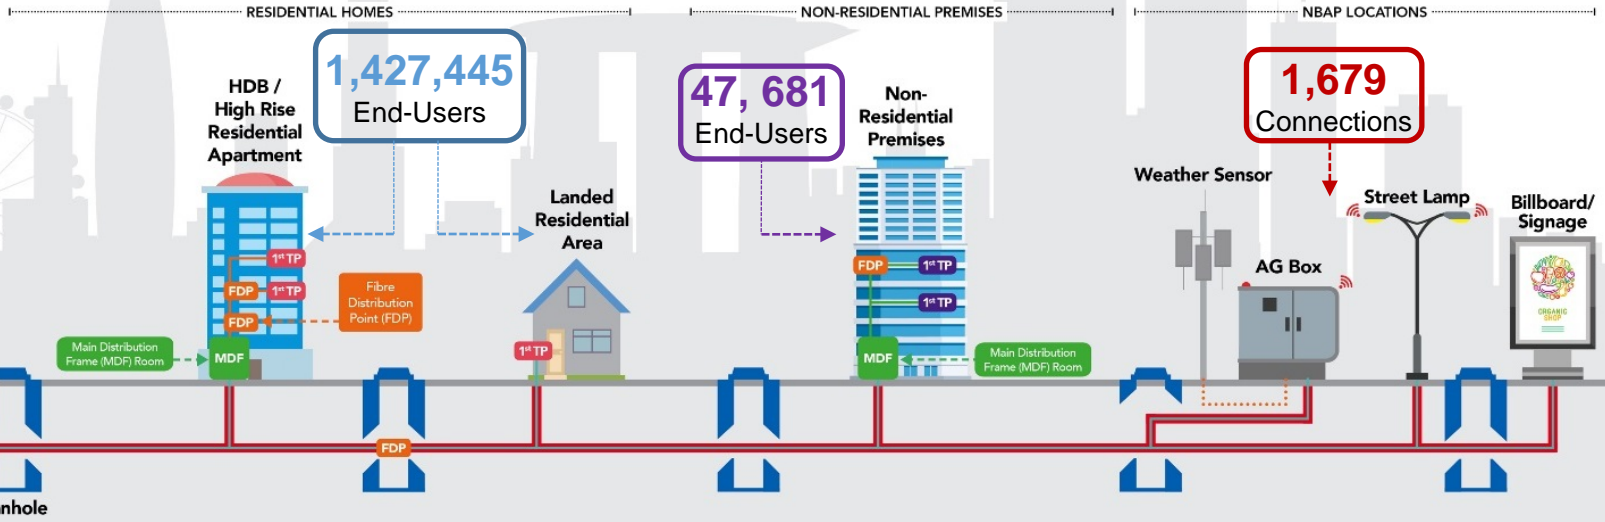 RESIDENTIAL HOMES
NON-RESIDENTIAL PREMISES
NBAP LOCATIONS
1,427,445
End-Users
47, 681
End-Users
1,679
Connections
HDB /
High Rise
Residential
Apartment
Landed
Residential
Area
Non-
Residential
Premises
Weather Sensor
Street Lamp
Billboard/
Signage
AG Box
1st TP
FDP
1st TP
FDP
Fibre
Distribution
Point (FDP)
Main Distribution
Frame (MDF) Room
MDF
1st TP
FDP
1st TP
1st TP
MDF
Main Distribution
Frame (MDF) Room
ORGANIC
SHOP
FDP
nhole